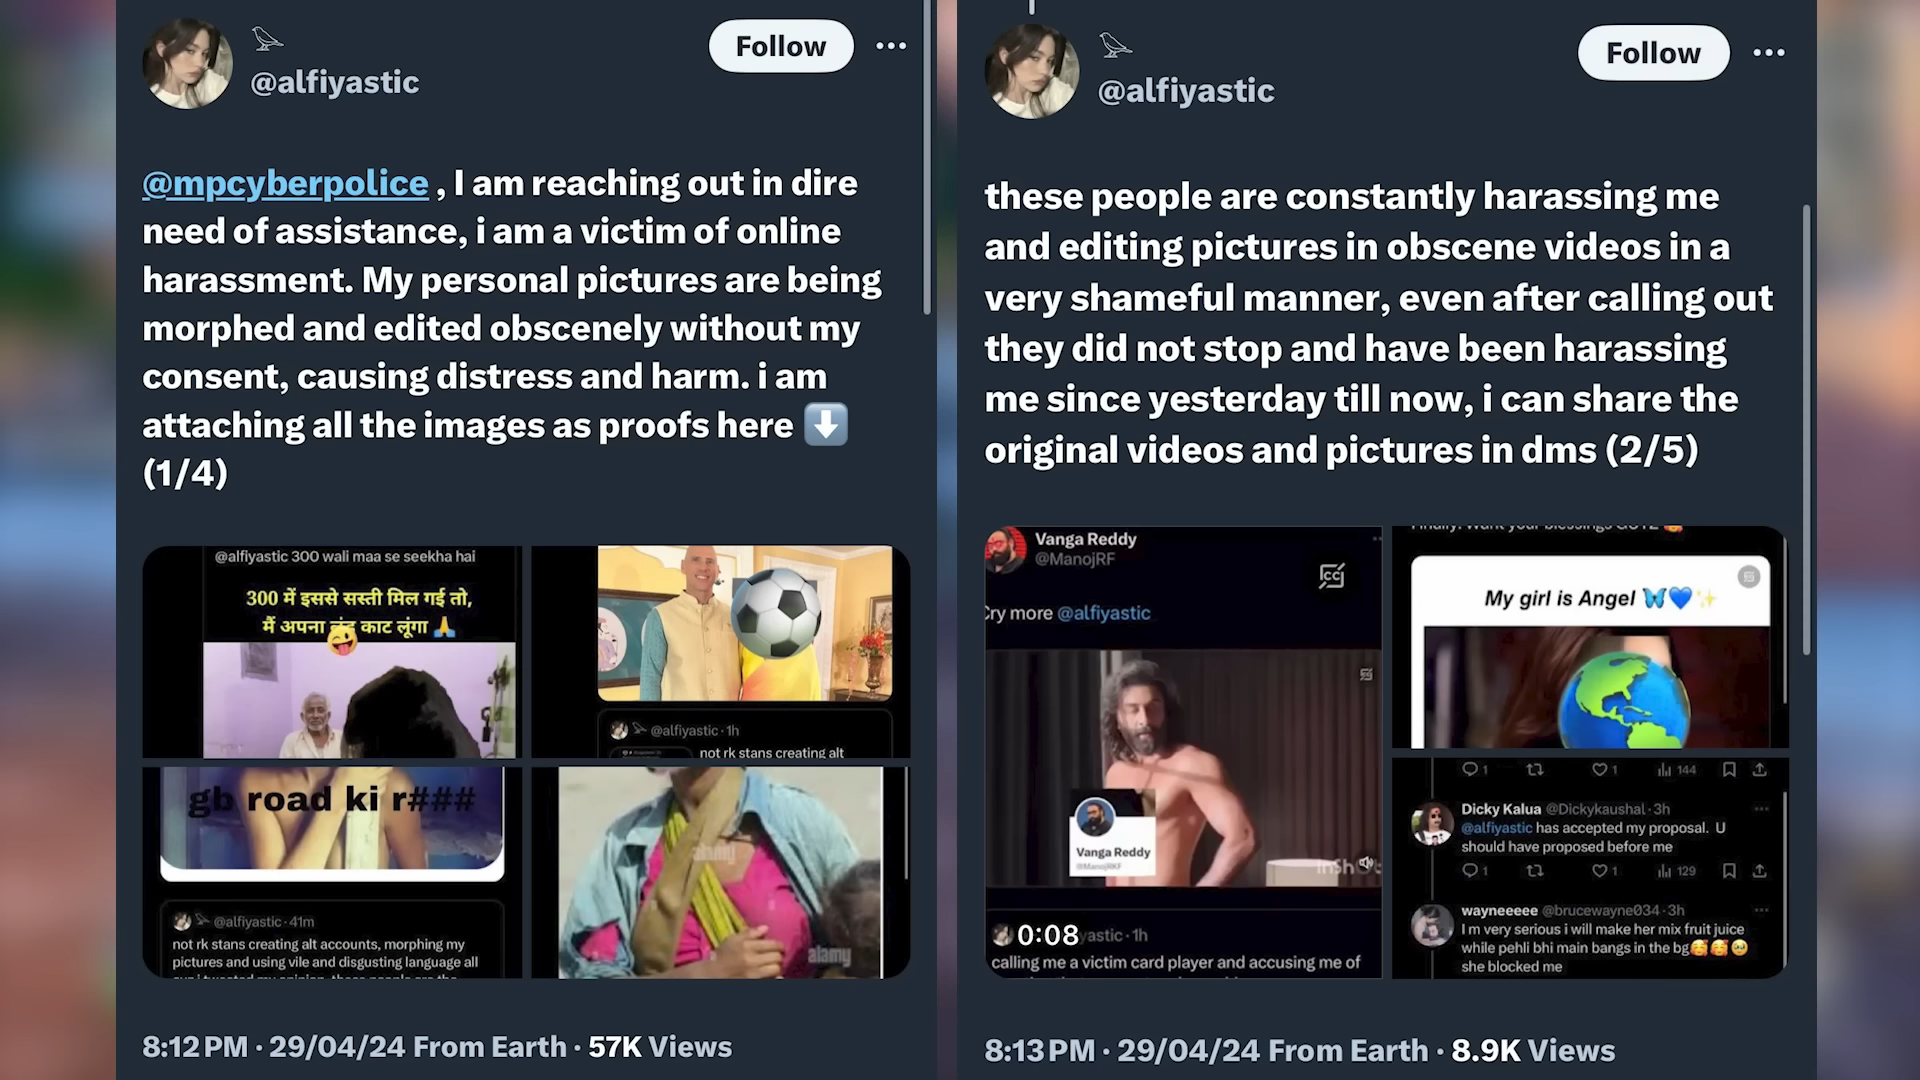 Follow
@alfiyastic
@mpcyberpolice , I am reaching out in dire
need of assistance, i am a victim of online
harassment. My personal pictures are being
morphed and edited obscenely without my
consent, causing distress and harm. i am
attaching all the images as proofs here ⬇️
(1/4)
@alfiyastic 300 wali maa se seekha hai
300 में इससे सस्ती मिल गई तो,
मैं अपना काट लूंगा 🙏
@alfiyastic · 1h
not rk stans creating alt
gb road ki r###
@alfiyastic · 41m
not rk stans creating alt accounts, morphing my
pictures and using vile and disgusting language all
alamy
alamy
8:12 PM · 29/04/24 From Earth · 57K Views
Follow
@alfiyastic
these people are constantly harassing me
and editing pictures in obscene videos in a
very shameful manner, even after calling out
they did not stop and have been harassing
me since yesterday till now, i can share the
original videos and pictures in dms (2/5)
Vanga Reddy
@ManojRF
Cry more @alfiyastic
Vanga Reddy
InShOt
0:08 yastic · 1h
calling me a victim card player and accusing me of
My girl is Angel 🦋💙✨
1 1 144
Dicky Kalua @Dickykaushal · 3h
@alfiyastic has accepted my proposal. U
should have proposed before me
1 1 129
wayneeeee @brucewayne034 · 3h
I m very serious i will make her mix fruit juice
while pehli bhi main bangs in the bg🥰🥰🥹
she blocked me
8:13 PM · 29/04/24 From Earth · 8.9K Views